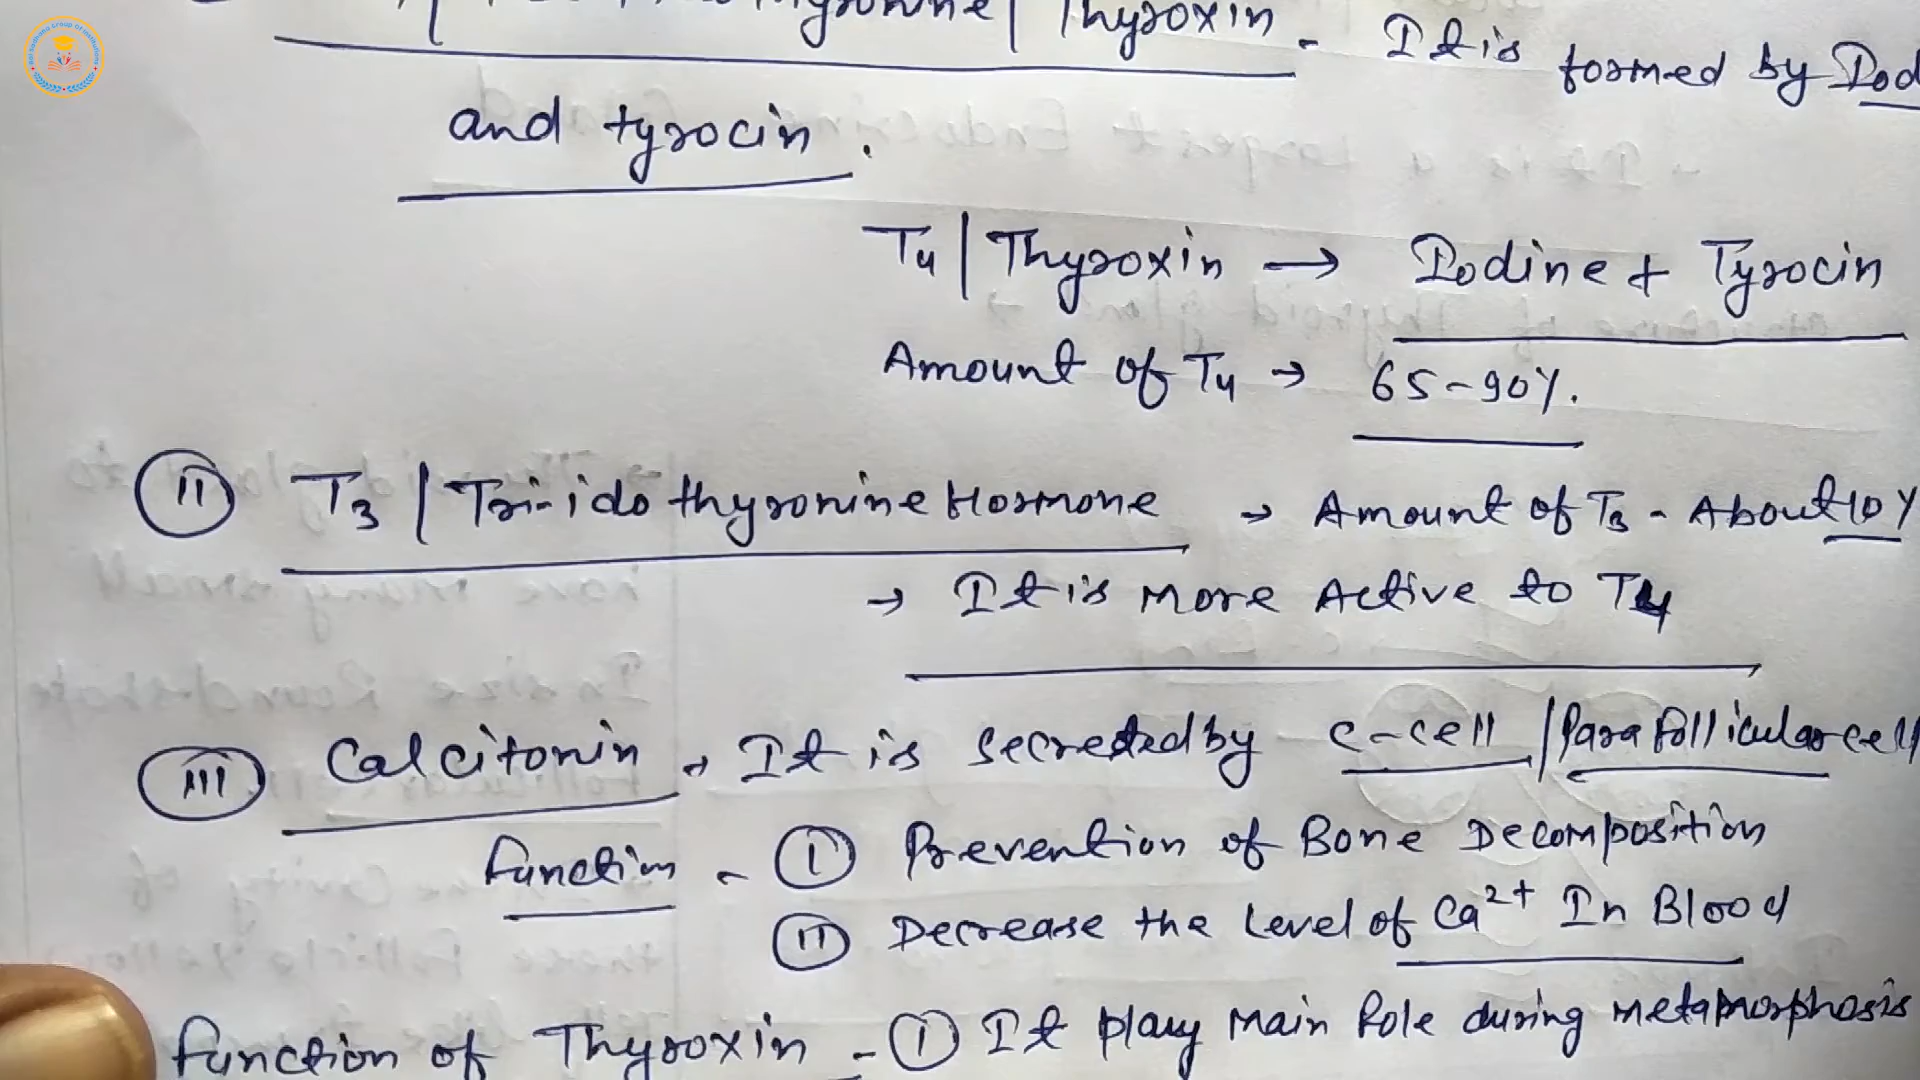 Thyroxin - It is formed by Iod
and tyrocin.
T4 | Thyroxin → Iodine + Tyrocin
Amount of T4 → 65-90%.
II T3 | Tri-ido thyronine Hormone → Amount of T3 - About 10%
→ It is more Active to T4
III Calcitonin → It is secreted by C-cell / Parafollicular cell
function - I Prevention of Bone Decomposition
II Decrease the Level of Ca2+ In Blood
function of Thyroxin - I It play main Role during metamorphosis